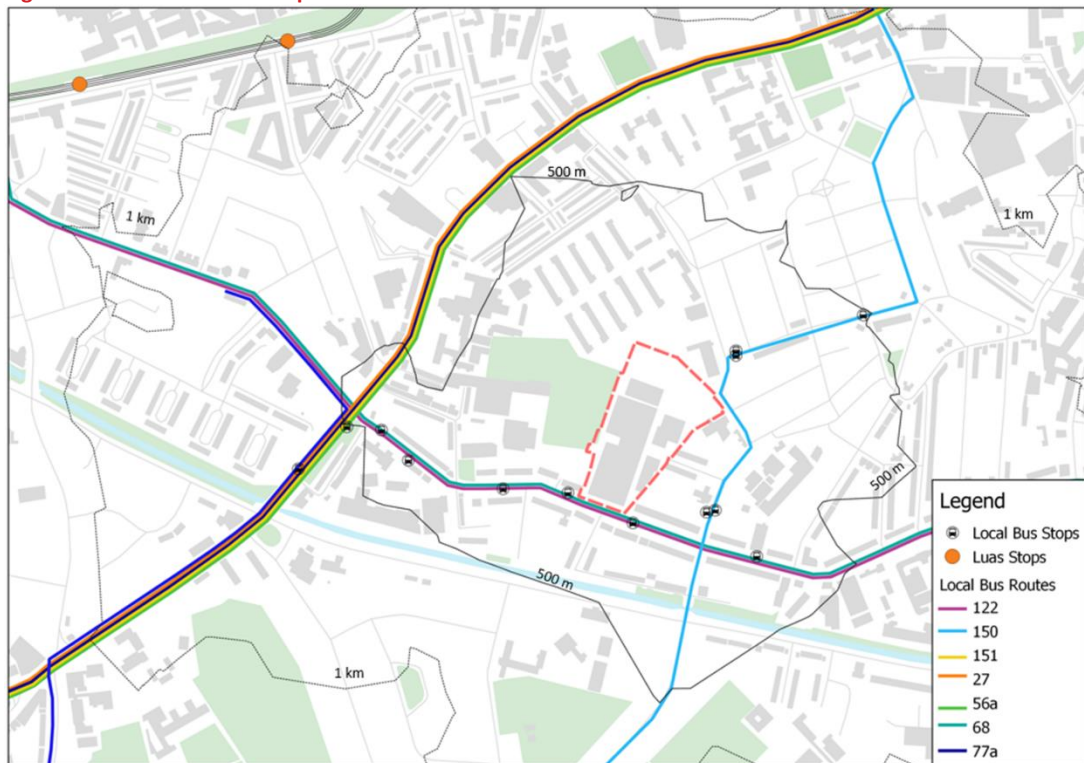 500 m
1 km
1 km
500 m
500 m
1 km
Legend
Local Bus Stops
Luas Stops
Local Bus Routes
122
150
151
27
56a
68
77a